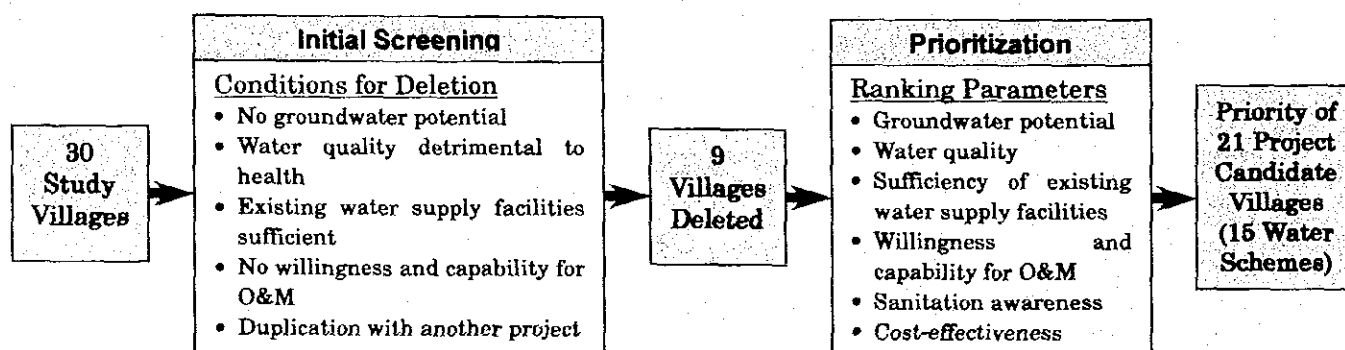 30
Study
Villages
Initial Screening
Conditions for Deletion
• No groundwater potential
• Water quality detrimental to
health
• Existing water supply facilities
sufficient
• No willingness and capability for
O&M
• Duplication with another project
9
Villages
Deleted
Prioritization
Ranking Parameters
• Groundwater potential
• Water quality
• Sufficiency of existing
water supply facilities
• Willingness and
capability for O&M
• Sanitation awareness
• Cost-effectiveness
Priority of
21 Project
Candidate
Villages
(15 Water
Schemes)